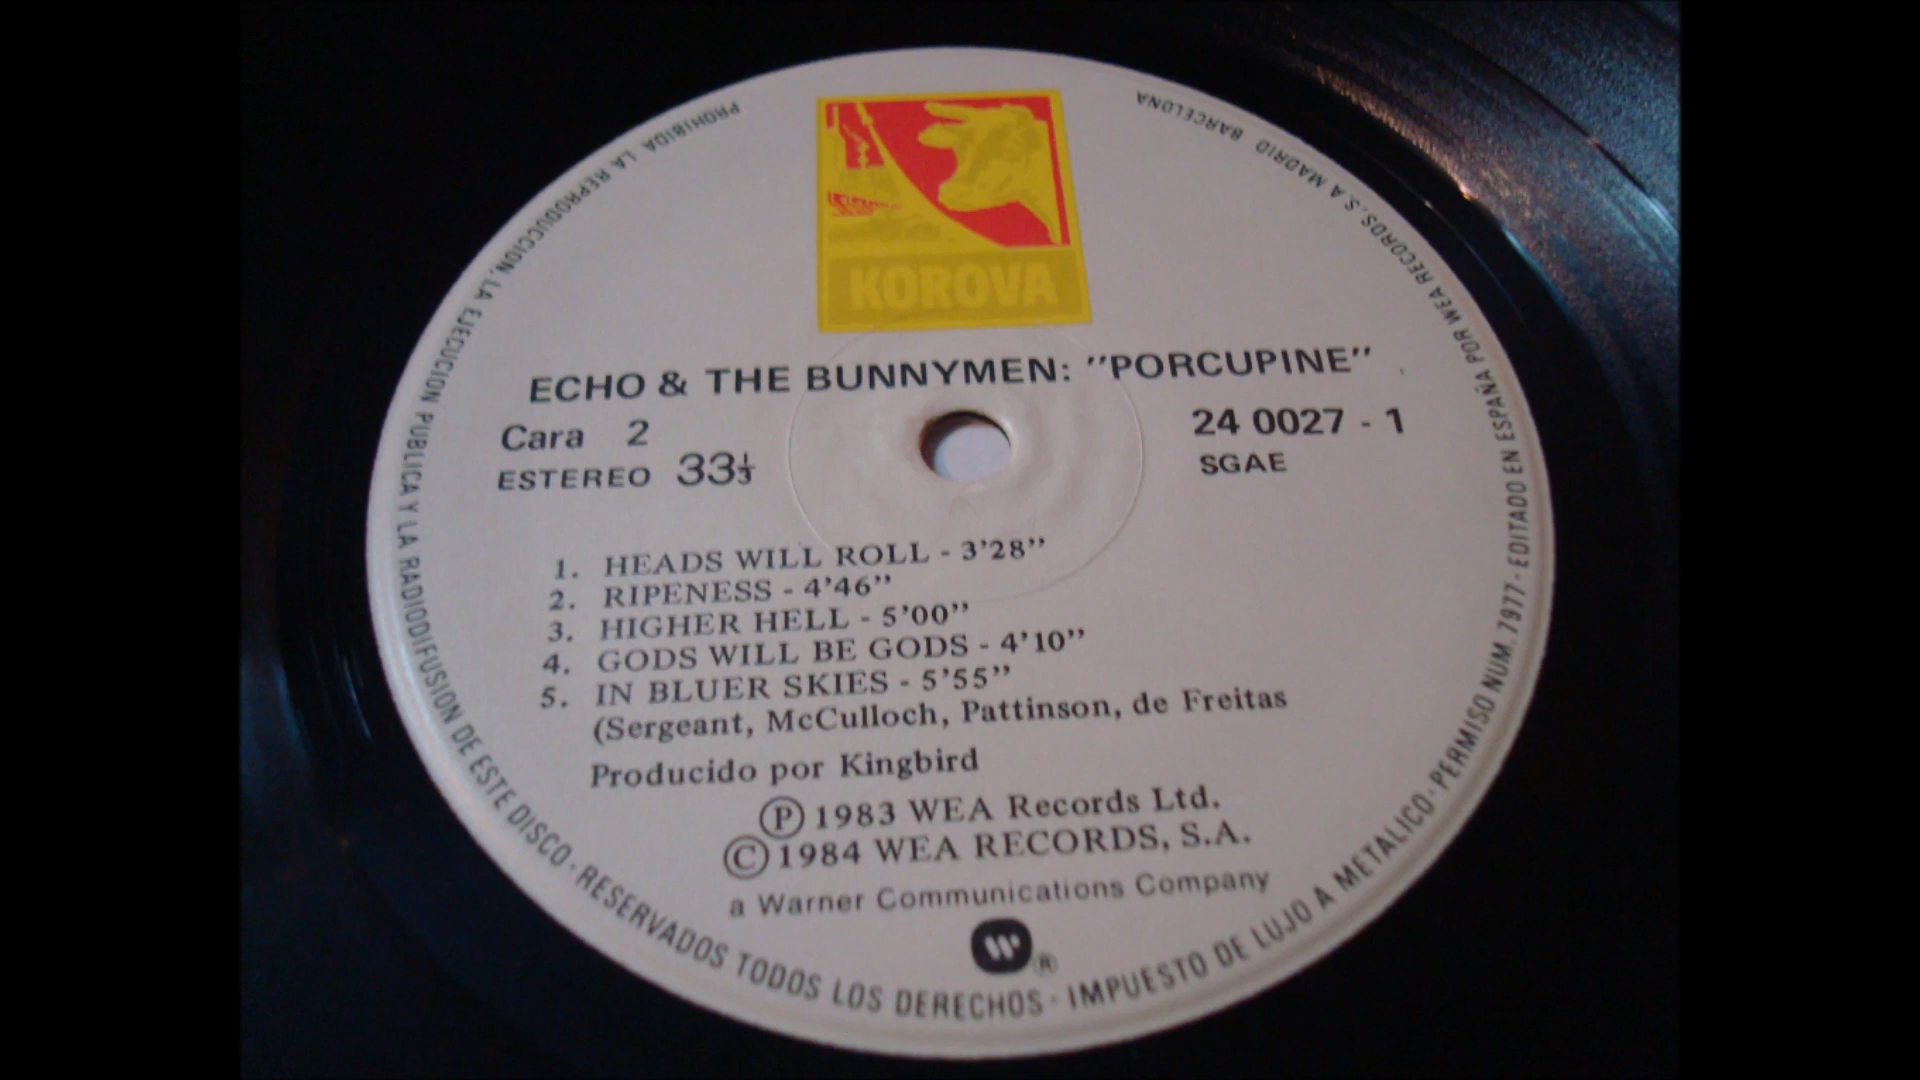 KOROVA
ECHO & THE BUNNYMEN: "PORCUPINE"
Cara 2
24 0027 - 1
ESTEREO 33⅓
SGAE
1. HEADS WILL ROLL - 3'28''
2. RIPENESS - 4'46''
3. HIGHER HELL - 5'00''
4. GODS WILL BE GODS - 4'10''
5. IN BLUER SKIES - 5'55''
(Sergeant, McCulloch, Pattinson, de Freitas
Producido por Kingbird
Ⓟ 1983 WEA Records Ltd.
© 1984 WEA RECORDS, S.A.
a Warner Communications Company
W ®
PROHIBIDA LA REPRODUCCION, LA EJECUCION PUBLICA Y LA RADIODIFUSION DE ESTE DISCO · RESERVADOS TODOS LOS DERECHOS · IMPUESTO DE LUJO A METALICO · PERMISO NUM. 7977 · EDITADO EN ESPAÑA POR WEA RECORDS, S.A MADRID BARCELONA